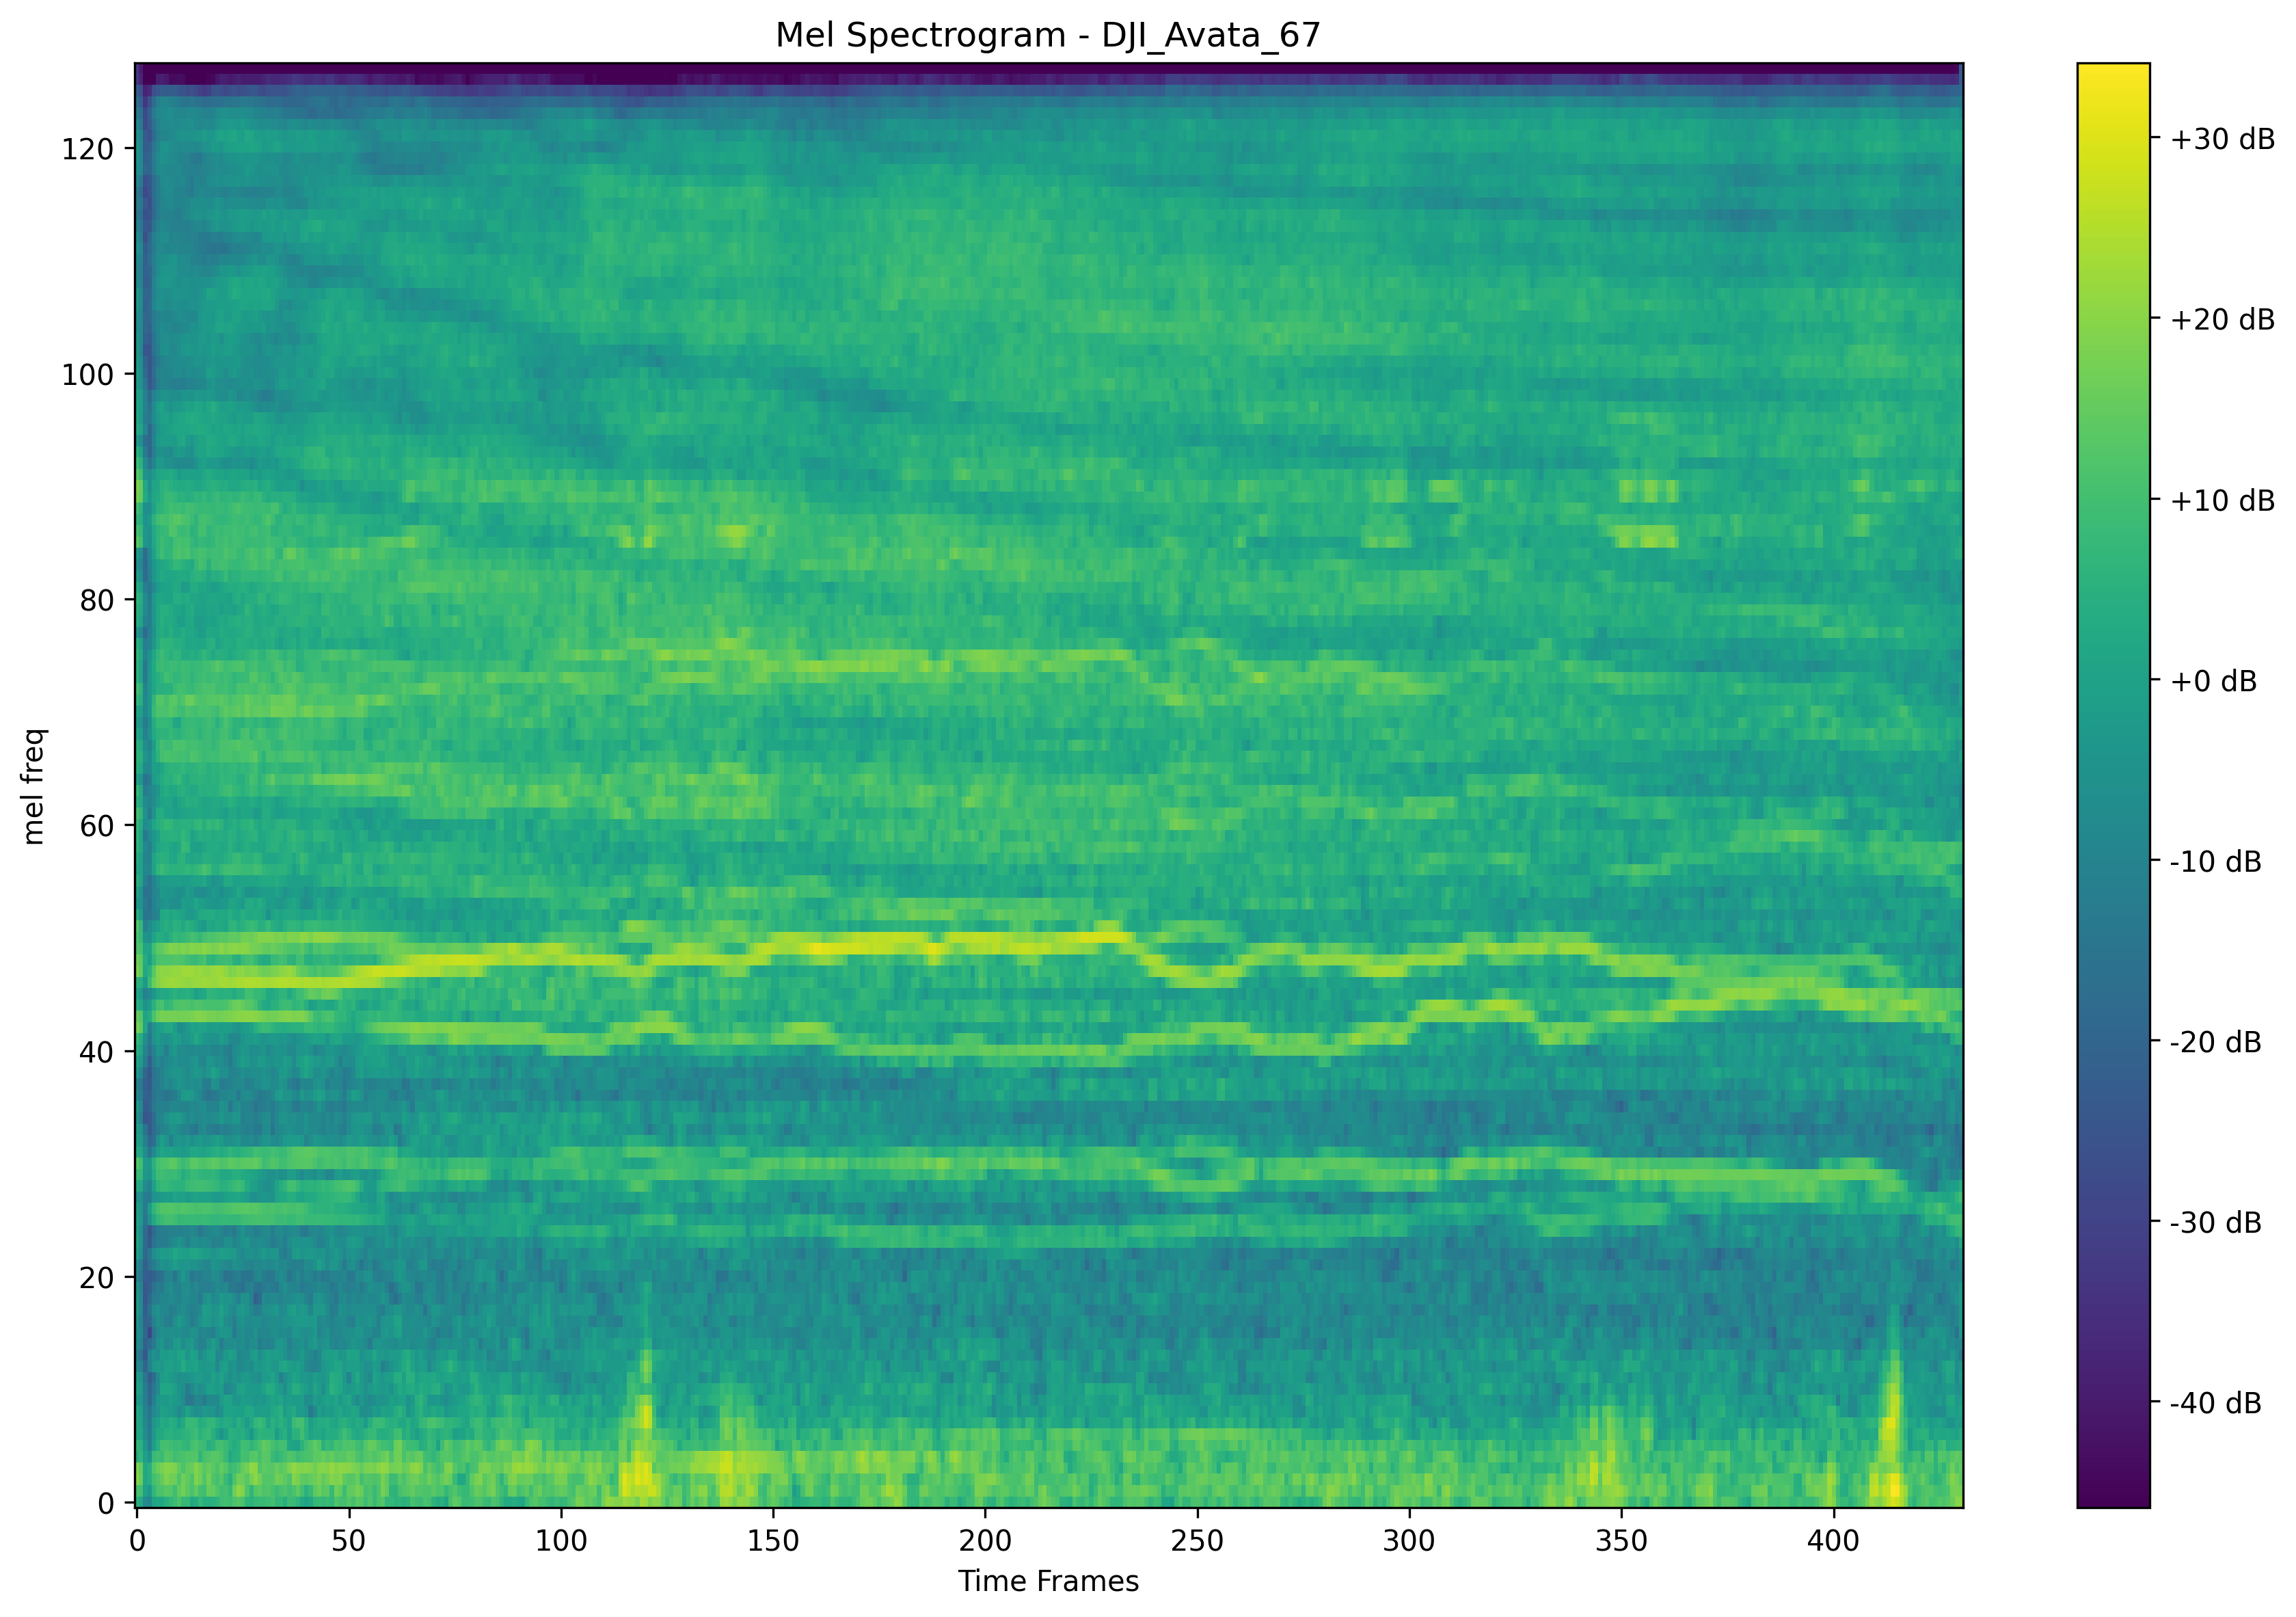 Mel Spectrogram - DJI_Avata_67
mel freq
120
100
80
60
40
20
0
0 50 100 150 200 250 300 350 400
Time Frames
+30 dB
+20 dB
+10 dB
+0 dB
-10 dB
-20 dB
-30 dB
-40 dB